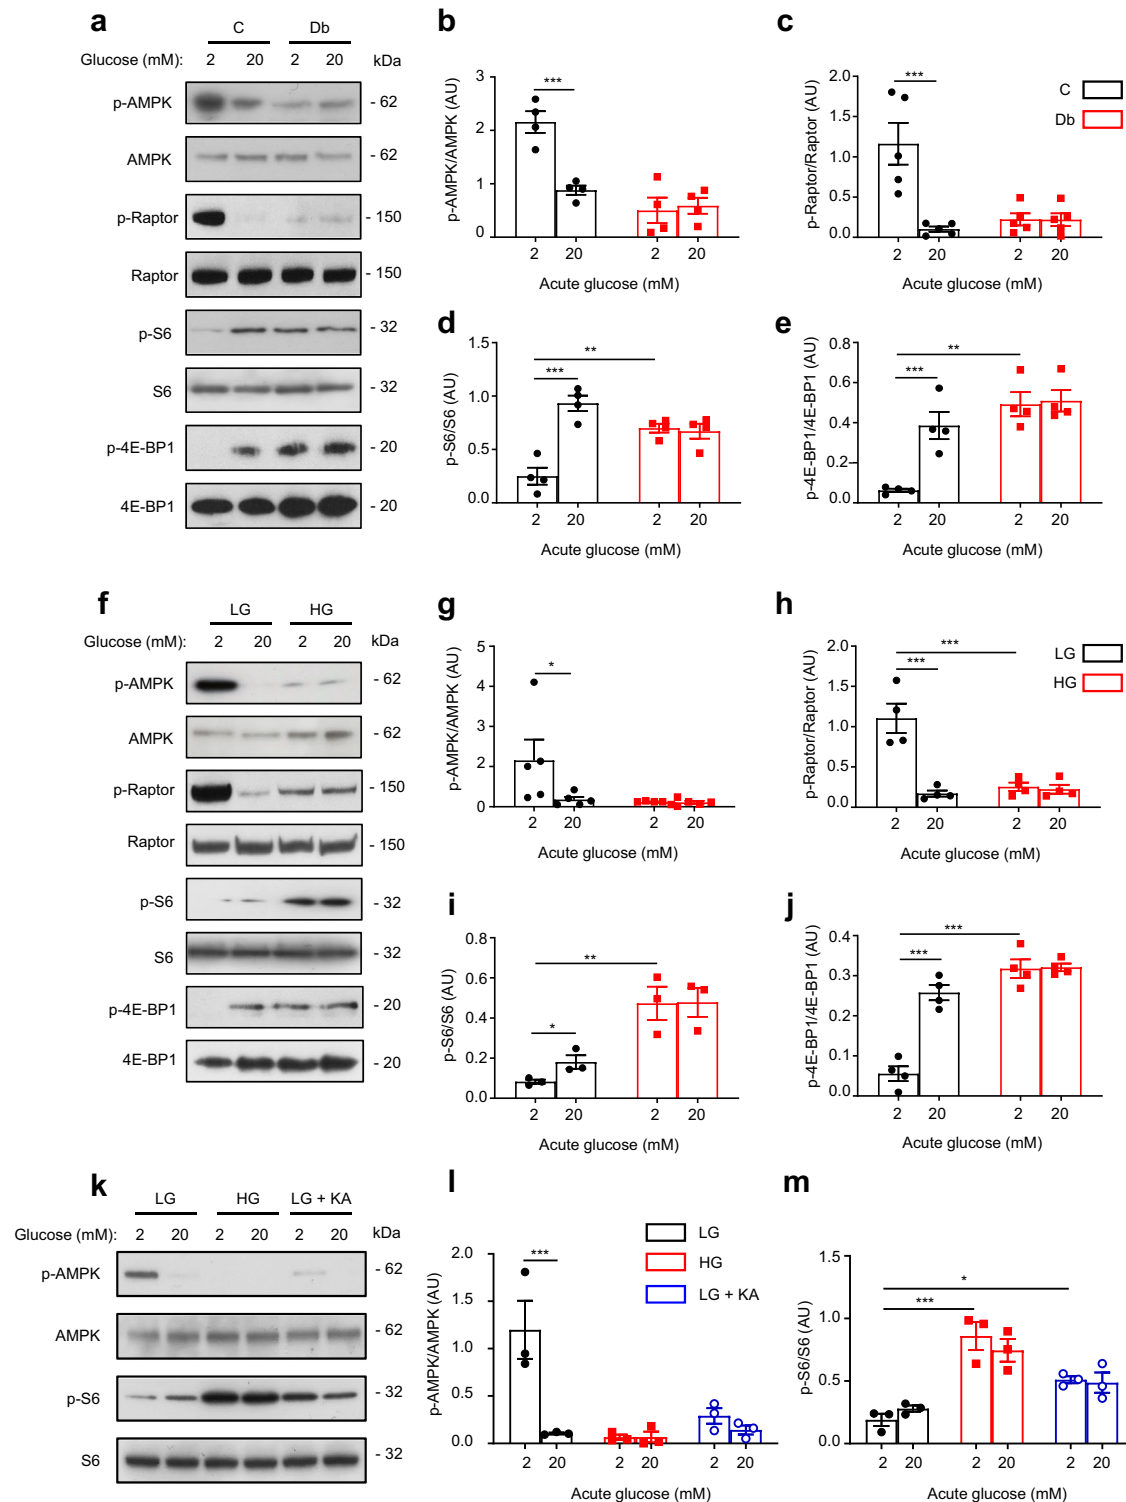 a
C Db
Glucose (mM): 2 20 2 20 kDa
p-AMPK - 62
AMPK - 62
p-Raptor - 150
Raptor - 150
p-S6 - 32
S6 - 32
p-4E-BP1 - 20
4E-BP1 - 20
b
p-AMPK/AMPK (AU)
3
2
1
0
***
2 20 2 20
Acute glucose (mM)
c
p-Raptor/Raptor (AU)
2.0
1.5
1.0
0.5
0.0
***
C
Db
2 20 2 20
Acute glucose (mM)
d
p-S6/S6 (AU)
1.5
1.0
0.5
0.0
**
***
2 20 2 20
Acute glucose (mM)
e
p-4E-BP1/4E-BP1 (AU)
0.8
0.6
0.4
0.2
0.0
**
***
2 20 2 20
Acute glucose (mM)
f
LG HG
Glucose (mM): 2 20 2 20 kDa
p-AMPK - 62
AMPK - 62
p-Raptor - 150
Raptor - 150
p-S6 - 32
S6 - 32
p-4E-BP1 - 20
4E-BP1 - 20
g
p-AMPK/AMPK (AU)
5
4
3
2
1
0
*
2 20 2 20
Acute glucose (mM)
h
p-Raptor/Raptor (AU)
2.0
1.5
1.0
0.5
0.0
***
***
LG
HG
2 20 2 20
Acute glucose (mM)
i
p-S6/S6 (AU)
0.8
0.6
0.4
0.2
0.0
**
*
2 20 2 20
Acute glucose (mM)
j
p-4E-BP1/4E-BP1 (AU)
0.4
0.3
0.2
0.1
0.0
***
***
2 20 2 20
Acute glucose (mM)
k
LG HG LG + KA
Glucose (mM): 2 20 2 20 2 20 kDa
p-AMPK - 62
AMPK - 62
p-S6 - 32
S6 - 32
l
p-AMPK/AMPK (AU)
2.0
1.5
1.0
0.5
0.0
***
LG
HG
LG + KA
2 20 2 20 2 20
Acute glucose (mM)
m
p-S6/S6 (AU)
1.5
1.0
0.5
0.0
*
***
2 20 2 20 2 20
Acute glucose (mM)